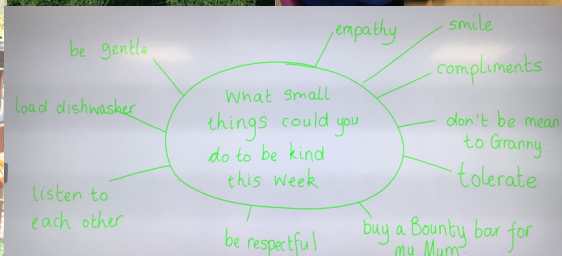 empathy
smile
be gentle
compliments
What small
things could you
do to be kind
this week
load dishwasher
don't be mean
to Granny.
tolerate
listen to
each other
be respectful
buy a Bounty bar for
my Mum